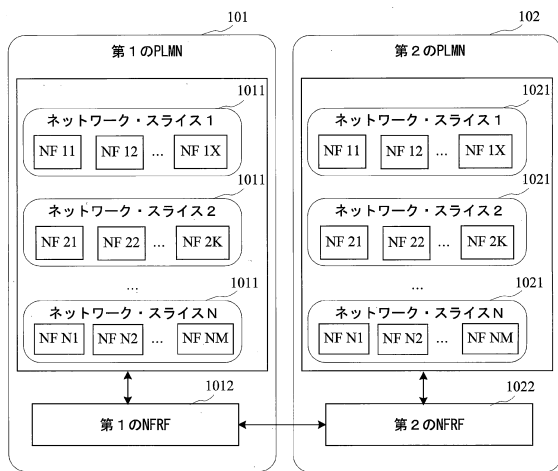 101
第1のPLMN
1011
ネットワーク・スライス1
NF 11 NF 12 ... NF 1X
1011
ネットワーク・スライス2
NF 21 NF 22 ... NF 2K
...
1011
ネットワーク・スライスN
NF N1 NF N2 ... NF NM
1012
第1のNFRF
102
第2のPLMN
1021
ネットワーク・スライス1
NF 11 NF 12 ... NF 1X
1021
ネットワーク・スライス2
NF 21 NF 22 ... NF 2K
...
1021
ネットワーク・スライスN
NF N1 NF N2 ... NF NM
1022
第2のNFRF